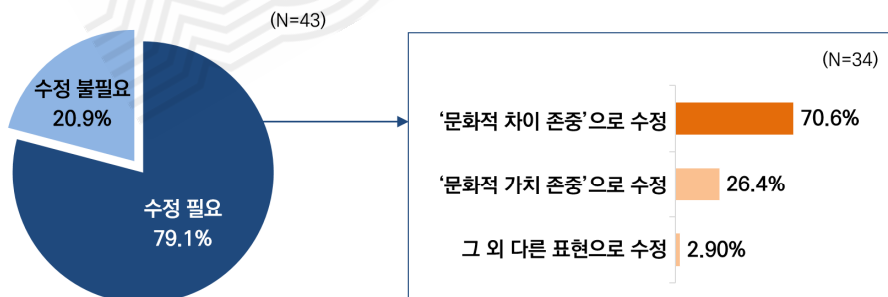 (N=43)
수정 불필요
20.9%
수정 필요
79.1%
(N=34)
‘문화적 차이 존중’으로 수정
70.6%
‘문화적 가치 존중’으로 수정
26.4%
그 외 다른 표현으로 수정
2.90%